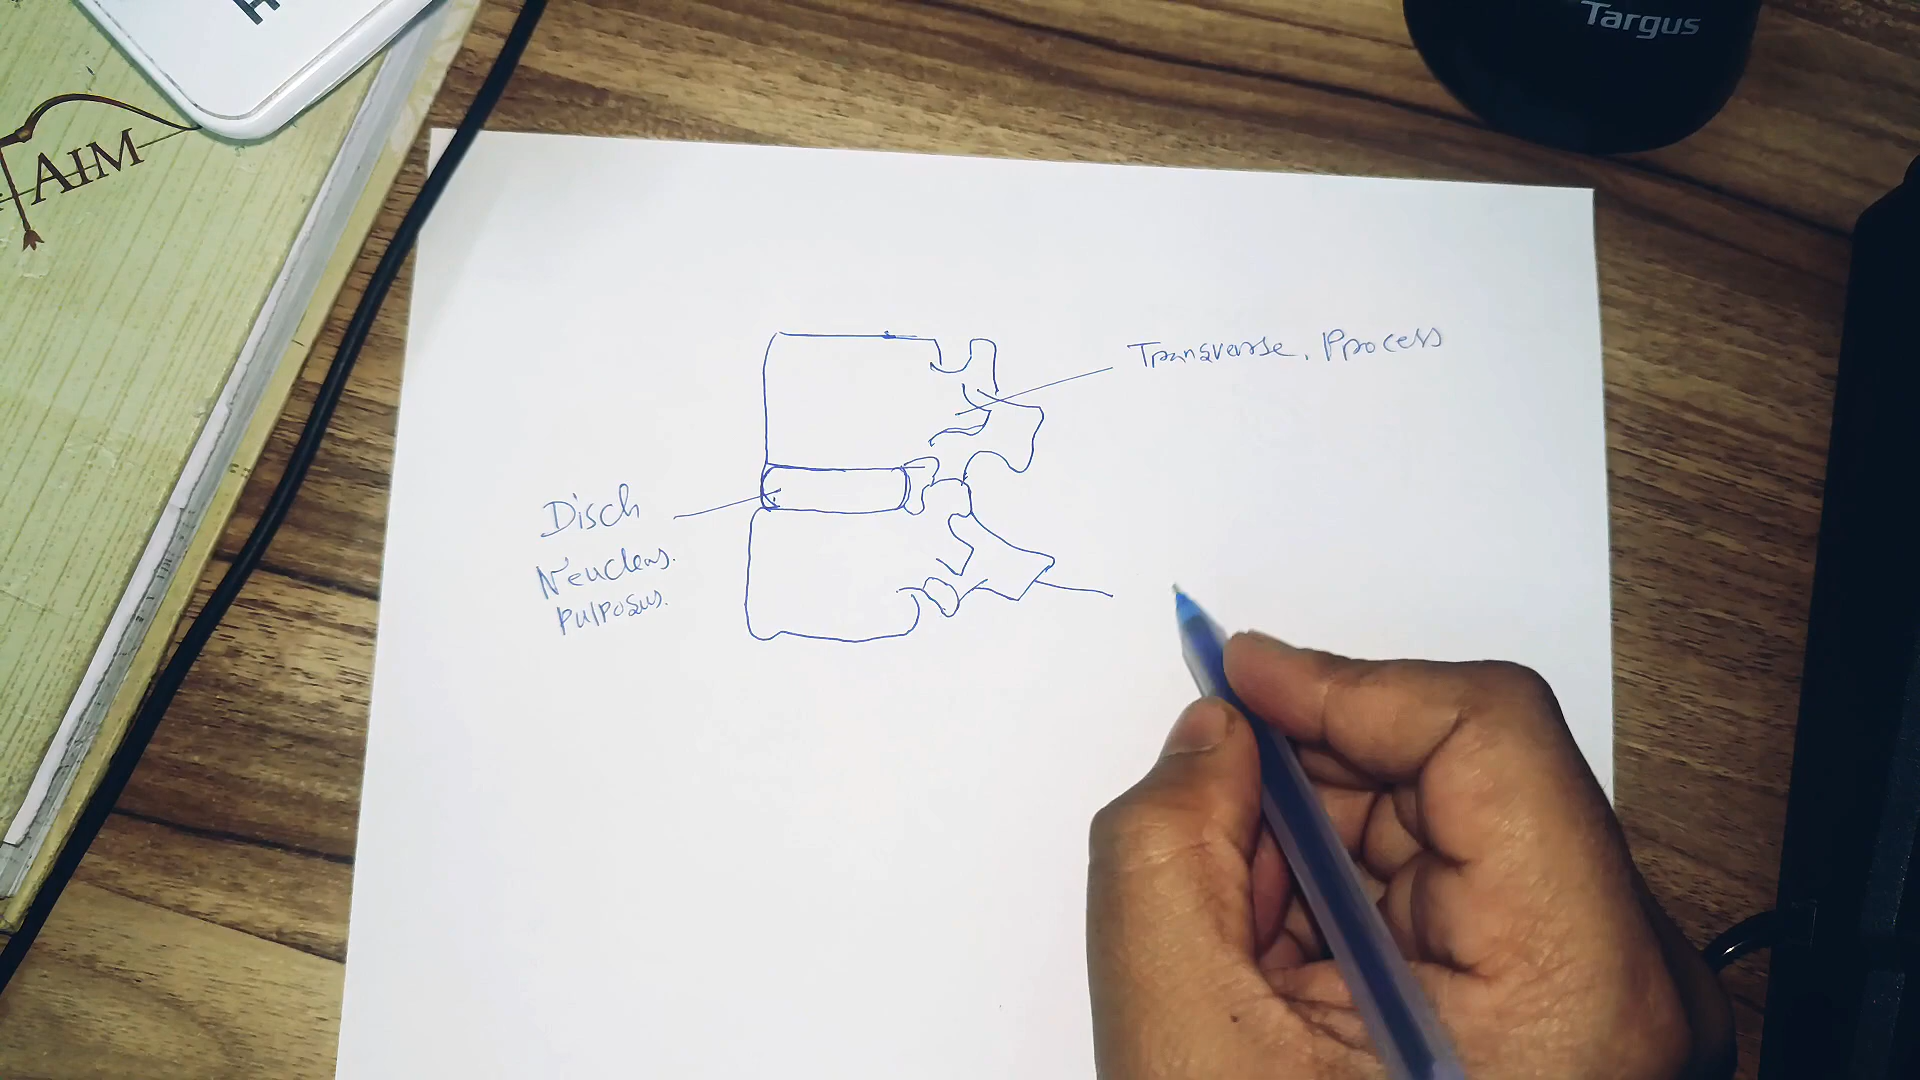 H
AIM
Targus
Transverse. Process
Disch
Neucleus.
Pulposus.